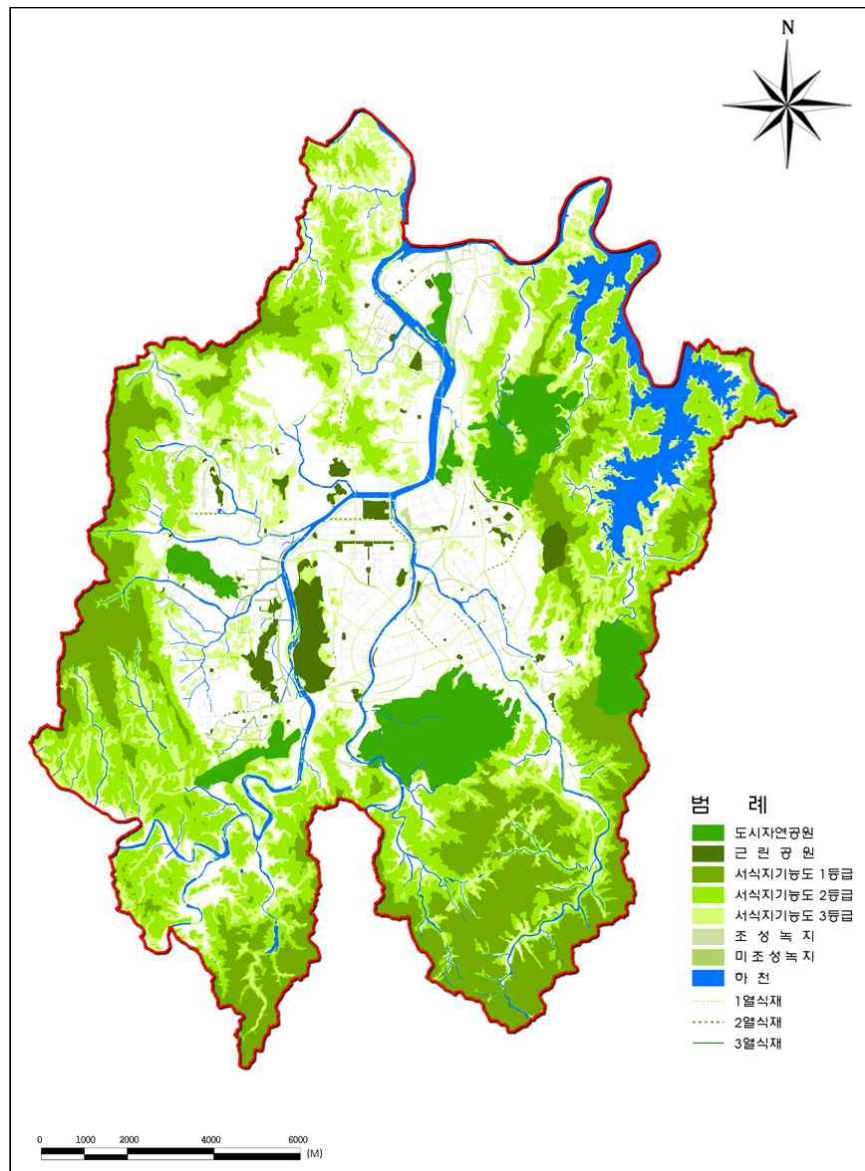 N
범 례
도시자연공원
근 린 공 원
서식지기능도 1등급
서식지기능도 2등급
서식지기능도 3등급
조 성 녹 지
미 조 성 녹 지
하 천
1열식재
2열식재
3열식재
0 1000 2000 4000 6000 (M)